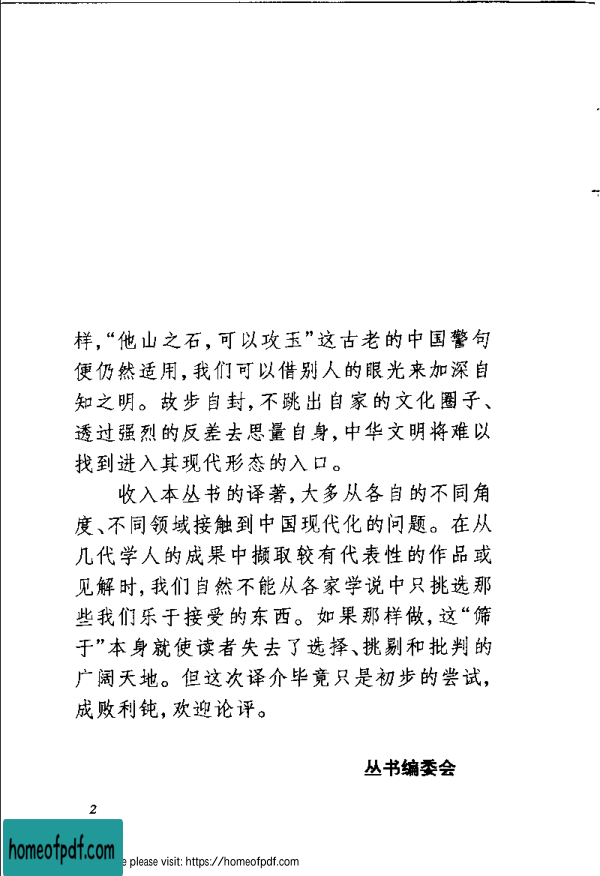 样，“他山之石，可以攻玉”这古老的中国警句
便仍然适用，我们可以借别人的眼光来加深自
知之明。故步自封，不跳出自家的文化圈子、
透过强烈的反差去思量自身，中华文明将难以
找到进入其现代形态的入口。
收入本丛书的译著，大多从各自的不同角
度、不同领域接触到中国现代化的问题。在从
几代学人的成果中撷取较有代表性的作品或
见解时，我们自然不能从各家学说中只挑选那
些我们乐于接受的东西。如果那样做，这“筛
于”本身就使读者失去了选择、挑剔和批判的
广阔天地。但这次译介毕竟只是初步的尝试，
成败利钝，欢迎论评。
丛书编委会
2
homeofpdf.com
e please visit: https://homeofpdf.com